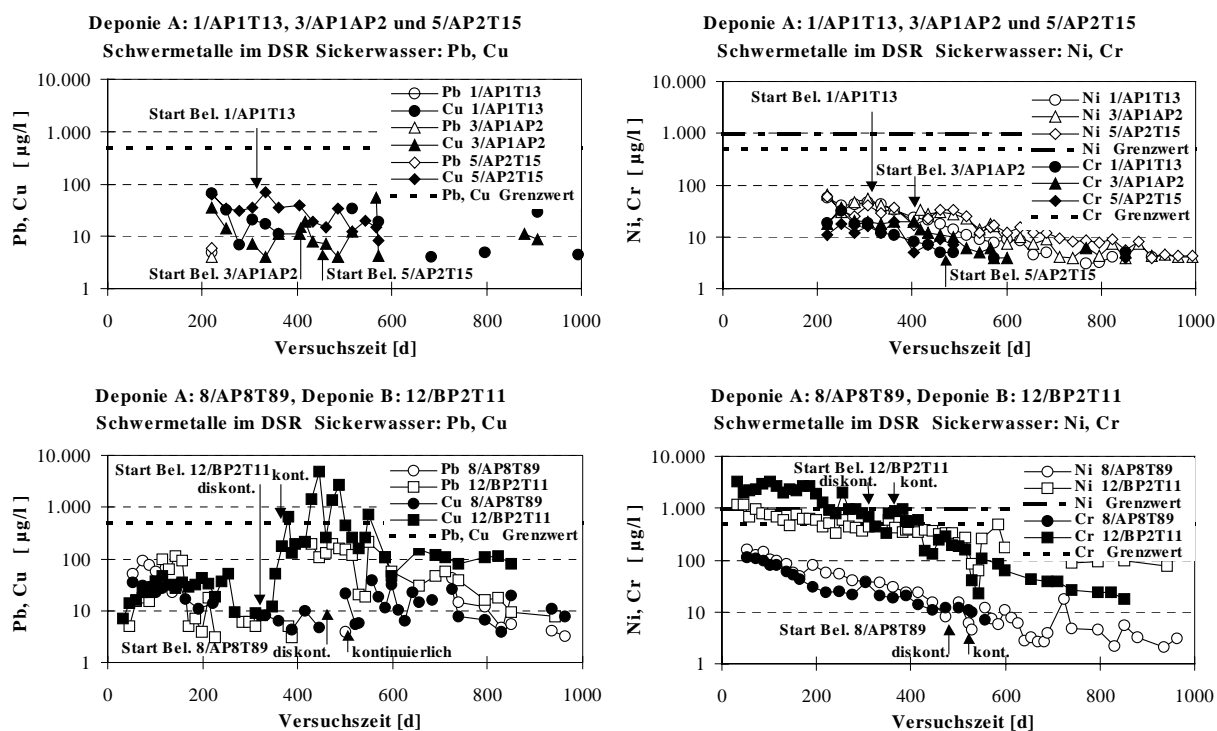 Deponie A: 1/AP1T13, 3/AP1AP2 und 5/AP2T15
Schwermetalle im DSR Sickerwasser: Pb, Cu
Pb, Cu [ µg/l ]
10.000
1.000
100
10
1
0
200
400
600
800
1000
Versuchszeit [d]
Start Bel. 1/AP1T13
Start Bel. 3/AP1AP2
Start Bel. 5/AP2T15
Pb 1/AP1T13
Cu 1/AP1T13
Pb 3/AP1AP2
Cu 3/AP1AP2
Pb 5/AP2T15
Cu 5/AP2T15
Pb, Cu Grenzwert
Deponie A: 1/AP1T13, 3/AP1AP2 und 5/AP2T15
Schwermetalle im DSR Sickerwasser: Ni, Cr
Ni, Cr [ µg/l ]
10.000
1.000
100
10
1
0
200
400
600
800
1000
Versuchszeit [d]
Start Bel. 1/AP1T13
Start Bel. 3/AP1AP2
Start Bel. 5/AP2T15
Ni 1/AP1T13
Ni 3/AP1AP2
Ni 5/AP2T15
Ni Grenzwert
Cr 1/AP1T13
Cr 3/AP1AP2
Cr 5/AP2T15
Cr Grenzwert
Deponie A: 8/AP8T89, Deponie B: 12/BP2T11
Schwermetalle im DSR Sickerwasser: Pb, Cu
Pb, Cu [ µg/l ]
10.000
1.000
100
10
1
0
200
400
600
800
1000
Versuchszeit [d]
Start Bel. 12/BP2T11
diskont.
kont.
Start Bel. 8/AP8T89
diskont.
kontinuierlich
Pb 8/AP8T89
Pb 12/BP2T11
Cu 8/AP8T89
Cu 12/BP2T11
Pb, Cu Grenzwert
Deponie A: 8/AP8T89, Deponie B: 12/BP2T11
Schwermetalle im DSR Sickerwasser: Ni, Cr
Ni, Cr [ µg/l ]
10.000
1.000
100
10
1
0
200
400
600
800
1000
Versuchszeit [d]
Start Bel. 12/BP2T11
diskont.
kont.
Start Bel. 8/AP8T89
diskont.
kont.
Ni 8/AP8T89
Ni 12/BP2T11
Ni Grenzwert
Cr 8/AP8T89
Cr 12/BP2T11
Cr Grenzwert